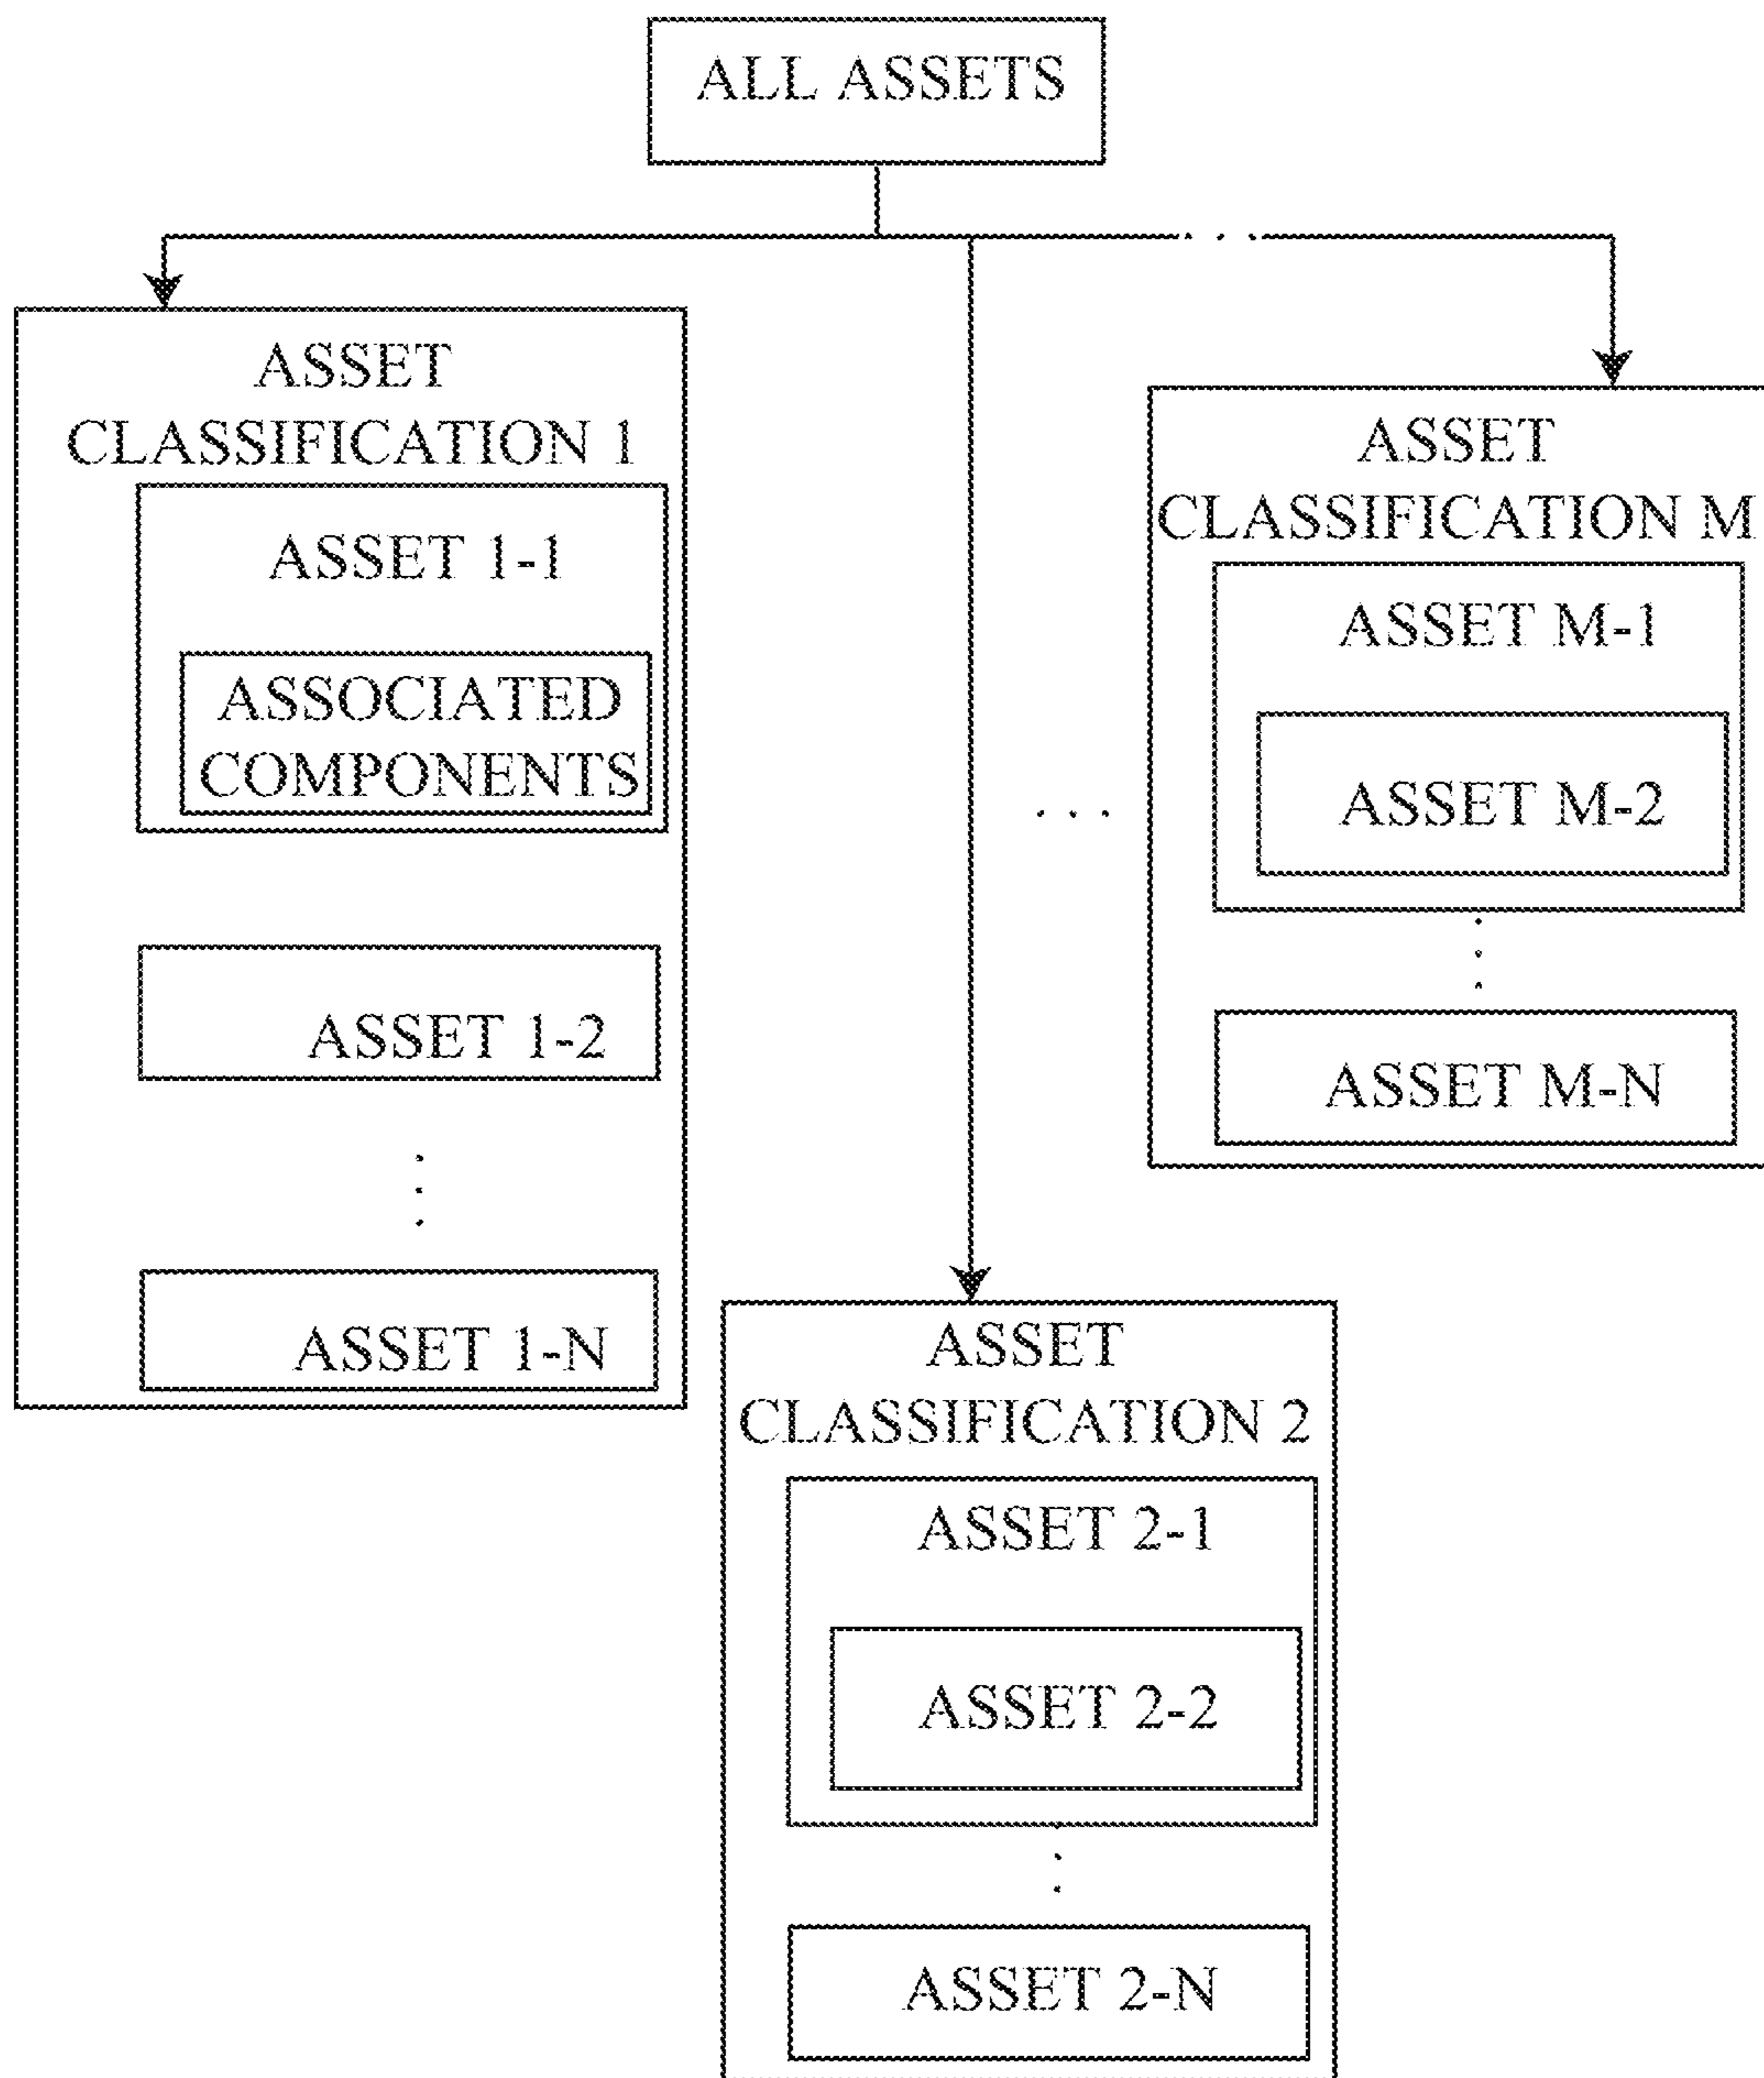 ALL ASSETS
ASSET
CLASSIFICATION 1
ASSET 1-1
ASSOCIATED
COMPONENTS
ASSET 1-2
ASSET 1-N
ASSET
CLASSIFICATION M
ASSET M-1
ASSET M-2
ASSET M-N
ASSET
CLASSIFICATION 2
ASSET 2-1
ASSET 2-2
ASSET 2-N